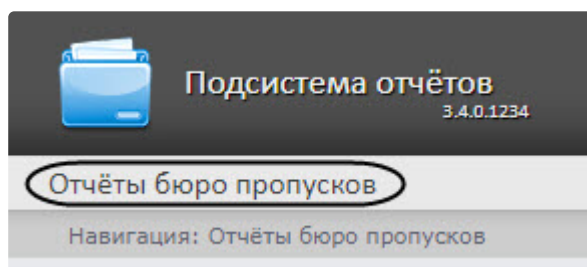 Подсистема отчётов
3.4.0.1234
Отчёты бюро пропусков
Навигация: Отчёты бюро пропусков